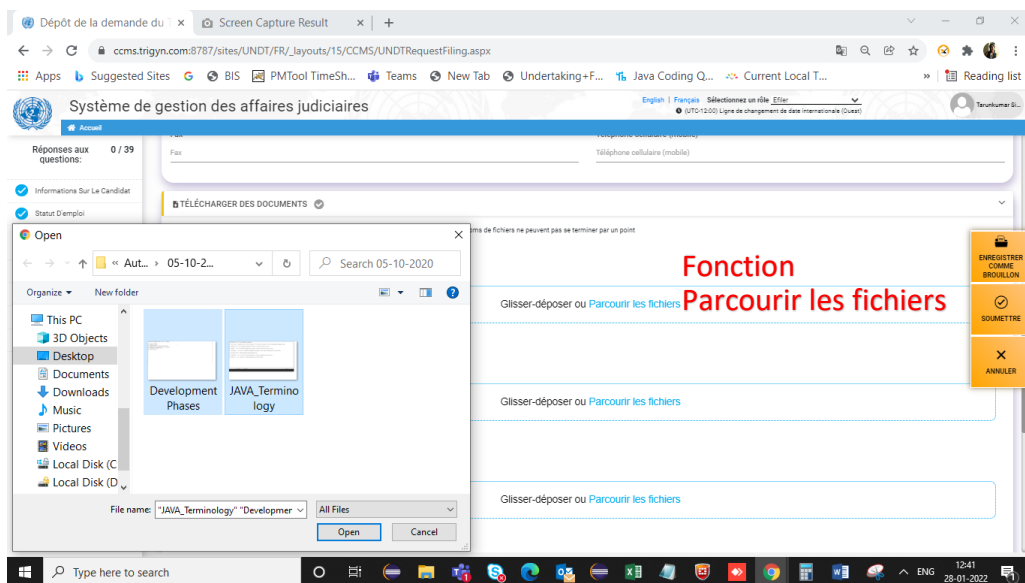 Dépôt de la demande du
Screen Capture Result
ccms.trigyn.com:8787/sites/UNDT/FR/_layouts/15/CCMS/UNDTRequestFiling.aspx
Apps Suggested Sites BIS PMTool TimeSh... Teams New Tab Undertaking+F... Java Coding Q... Current Local T... » Reading list
Système de gestion des affaires judiciaires
English | Français Sélectionnez un rôle Efiler
(UTC-12:00) Ligne de changement de date internationale (Ouest)
Tarunkumar Si...
Accueil
Réponses aux questions: 0 / 39
Fax
Téléphone cellulaire (mobile)
Informations Sur Le Candidat
Statut D'emploi
TÉLÉCHARGER DES DOCUMENTS
oms de fichiers ne peuvent pas se terminer par un point
Open
« Aut... › 05-10-2...
Search 05-10-2020
Organize
New folder
This PC
3D Objects
Desktop
Documents
Downloads
Music
Pictures
Videos
Local Disk (C
Local Disk (D
Development
Phases
JAVA_Termino
logy
File name: "JAVA_Terminology" "Developmer
All Files
Open
Cancel
Glisser-déposer ou Parcourir les fichiers
Fonction
Parcourir les fichiers
Glisser-déposer ou Parcourir les fichiers
Glisser-déposer ou Parcourir les fichiers
ENREGISTRER
COMME
BROUILLON
SOUMETTRE
ANNULER
Type here to search
ENG
12:41
28-01-2022